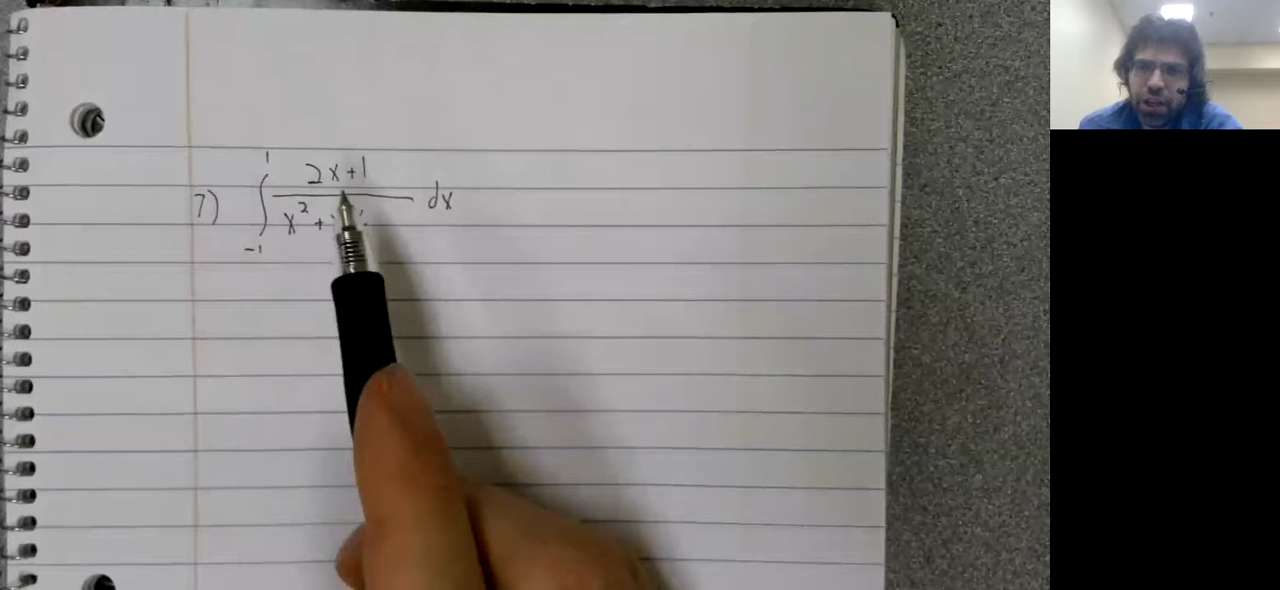 7) ∫₋₁¹ (2x+1)/(x²+ dx